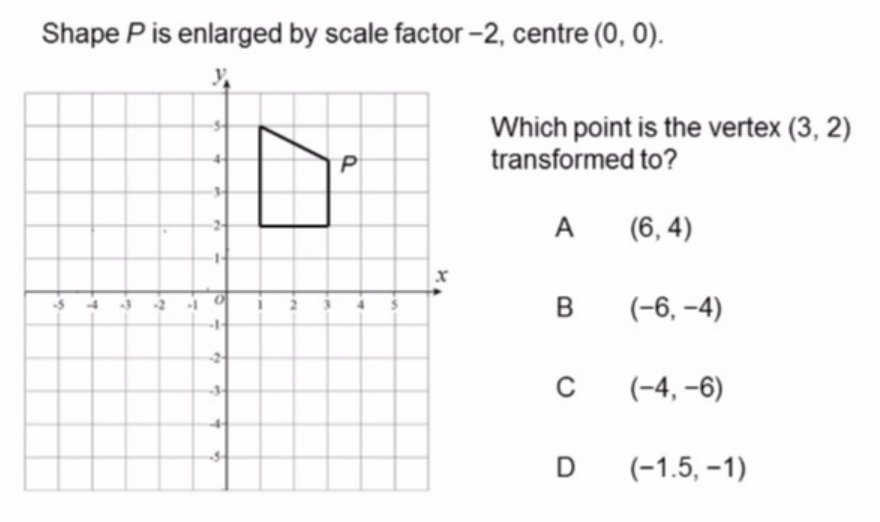 Shape P is enlarged by scale factor −2, centre (0, 0).
y
5
4
P
3
2
1
x
-5 -4 -3 -2 -1 O 1 2 3 4 5
-1
-2
-3
-4
-5
Which point is the vertex (3, 2)
transformed to?
A (6, 4)
B (−6, −4)
C (−4, −6)
D (−1.5, −1)